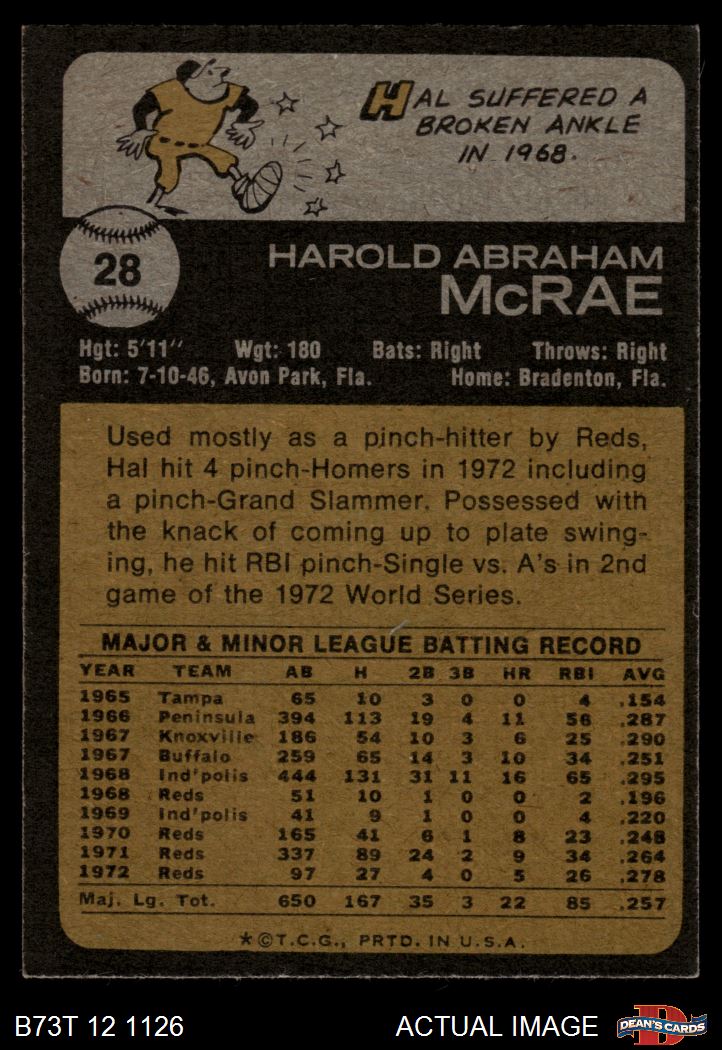 HAL SUFFERED A
BROKEN ANKLE
IN 1968.
28
HAROLD ABRAHAM
McRAE
Hgt: 5'11" Wgt: 180 Bats: Right Throws: Right
Born: 7-10-46, Avon Park, Fla. Home: Bradenton, Fla.
Used mostly as a pinch-hitter by Reds,
Hal hit 4 pinch-Homers in 1972 including
a pinch-Grand Slammer. Possessed with
the knack of coming up to plate swing-
ing, he hit RBI pinch-Single vs. A's in 2nd
game of the 1972 World Series.
MAJOR & MINOR LEAGUE BATTING RECORD
YEAR TEAM AB H 2B 3B HR RBI AVG
1965 Tampa 65 10 3 0 0 4 .154
1966 Peninsula 394 113 19 4 11 56 .287
1967 Knoxville 186 54 10 3 6 25 .290
1967 Buffalo 259 65 14 3 10 34 .251
1968 Ind'polis 444 131 31 11 16 65 .295
1968 Reds 51 10 1 0 0 2 .196
1969 Ind'polis 41 9 1 0 0 4 .220
1970 Reds 165 41 6 1 8 23 .248
1971 Reds 337 89 24 2 9 34 .264
1972 Reds 97 27 4 0 5 26 .278
Maj. Lg. Tot. 650 167 35 3 22 85 .257
*©T.C.G., PRTD. IN U.S.A.
B73T 12 1126 ACTUAL IMAGE D DEAN'S CARDS